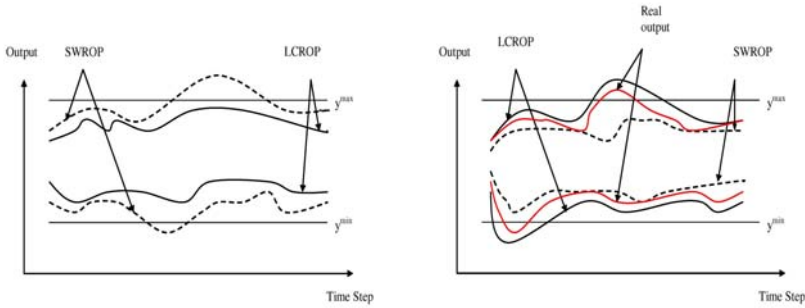 Output
SWROP
LCROP
y^max
y^min
Time Step
Output
LCROP
Real
output
SWROP
y^max
y^min
Time Step